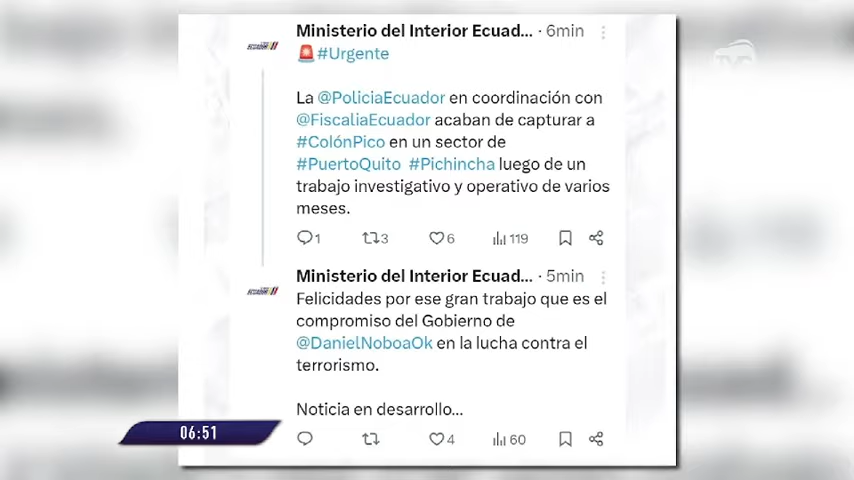 Ministerio del Interior Ecuad... · 6min
ECUADOR
#Urgente
La @PoliciaEcuador en coordinación con
@FiscaliaEcuador acaban de capturar a
#ColónPico en un sector de
#PuertoQuito #Pichincha luego de un
trabajo investigativo y operativo de varios
meses.
1 3 6 119
Ministerio del Interior Ecuad... · 5min
ECUADOR
Felicidades por ese gran trabajo que es el
compromiso del Gobierno de
@DanielNoboaOk en la lucha contra el
terrorismo.
Noticia en desarrollo...
4 60
06:51